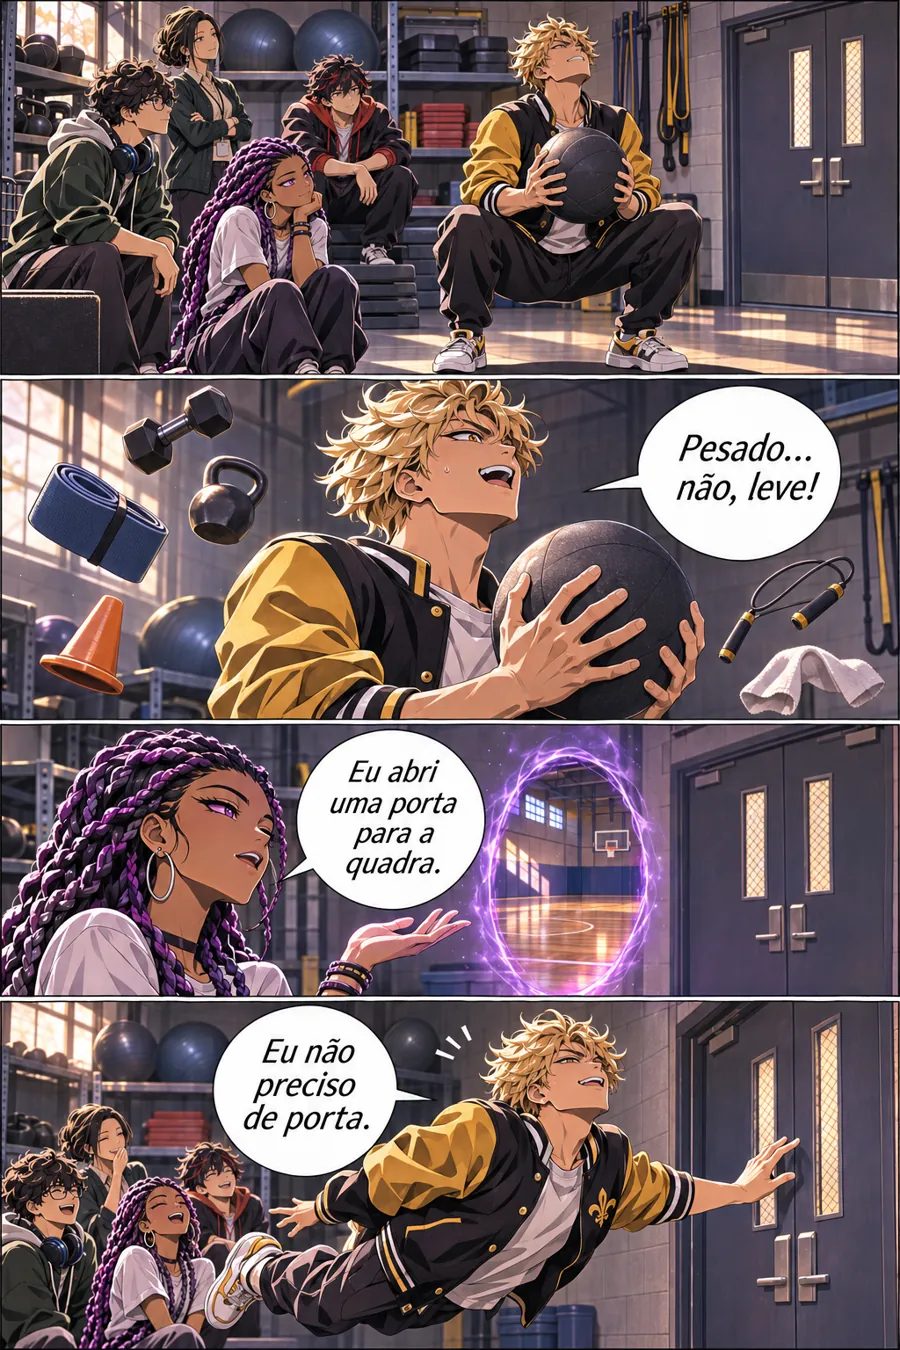 Pesado...
não, leve!
Eu abri
uma porta
para a
quadra.
Eu não
preciso
de porta.